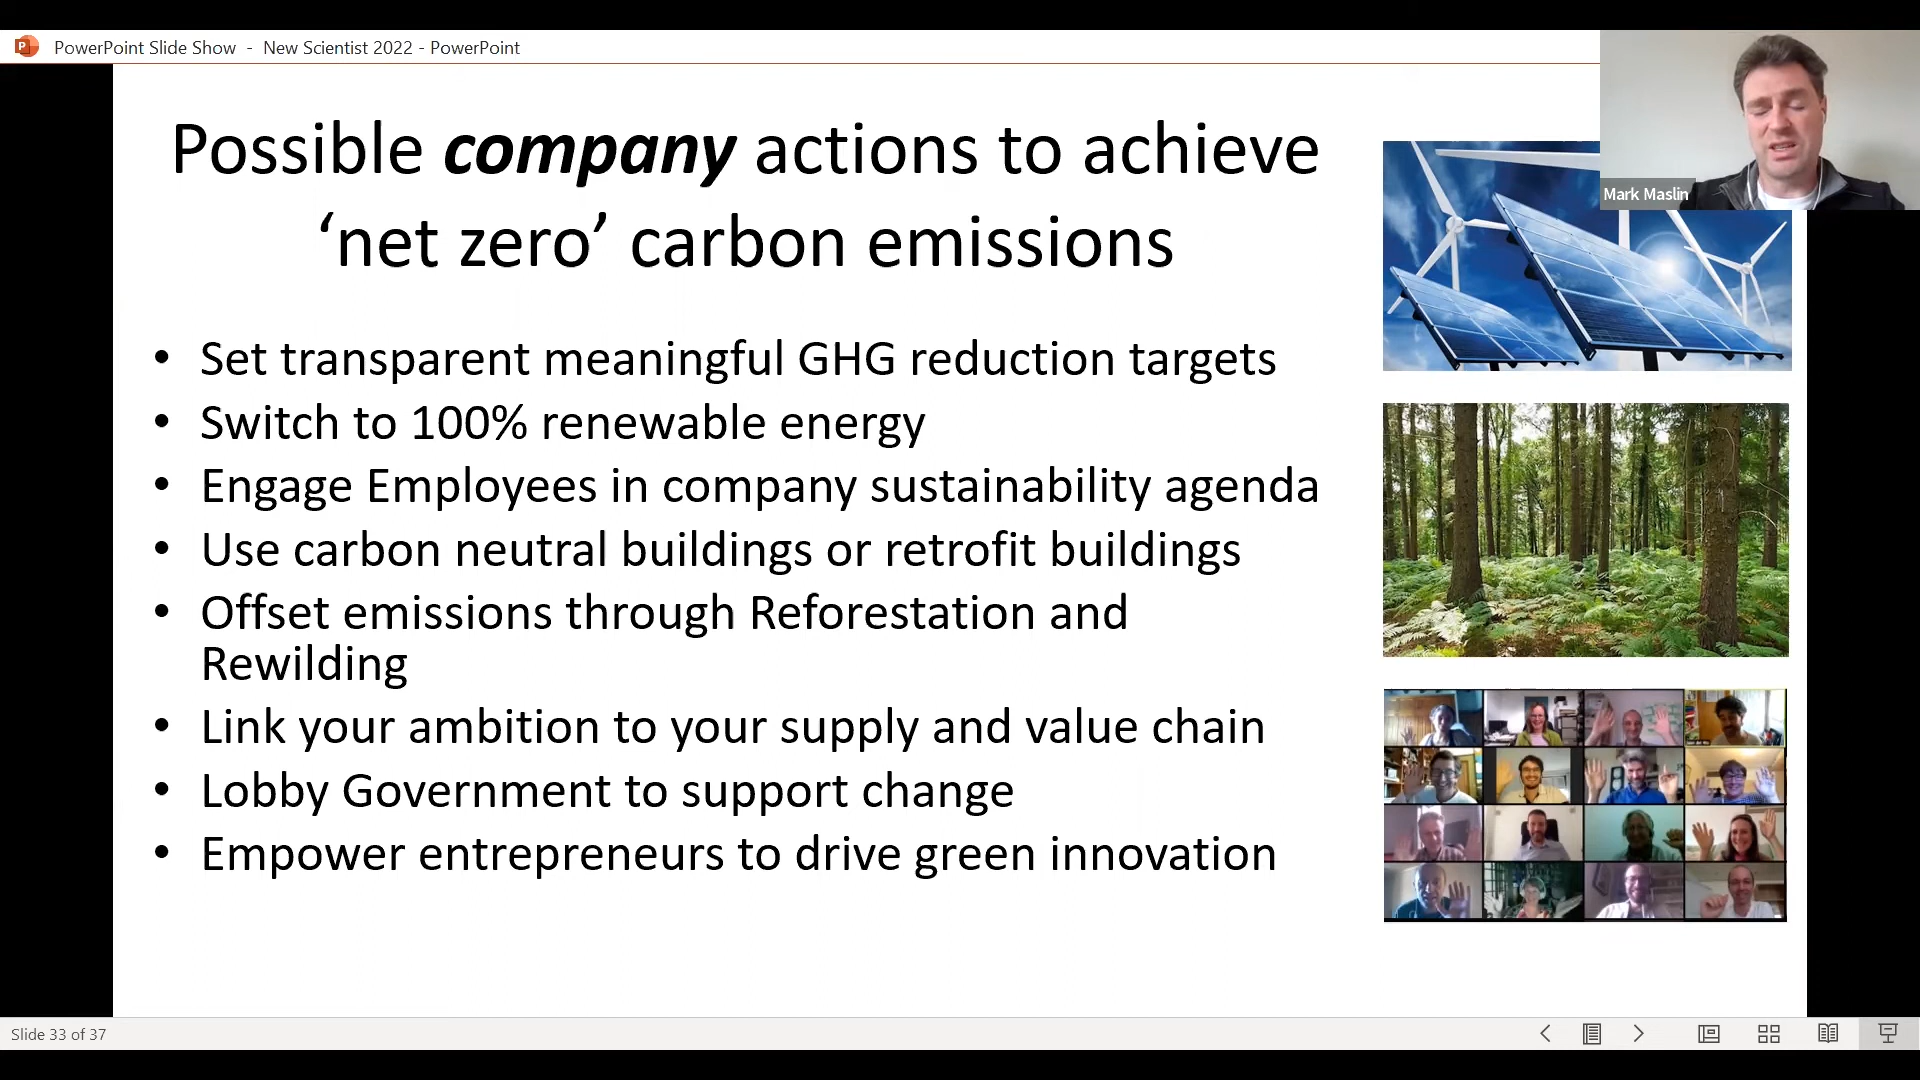 PowerPoint Slide Show - New Scientist 2022 - PowerPoint
Mark Maslin
Possible company actions to achieve
‘net zero’ carbon emissions
• Set transparent meaningful GHG reduction targets
• Switch to 100% renewable energy
• Engage Employees in company sustainability agenda
• Use carbon neutral buildings or retrofit buildings
• Offset emissions through Reforestation and
Rewilding
• Link your ambition to your supply and value chain
• Lobby Government to support change
• Empower entrepreneurs to drive green innovation
Slide 33 of 37